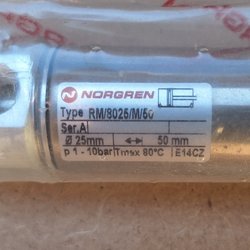 NORGREN
Type RM/8025/M/50
Ser.A
Ø 25mm ↔ 50 mm
p 1 - 10bar Tmax 80°C E14CZ